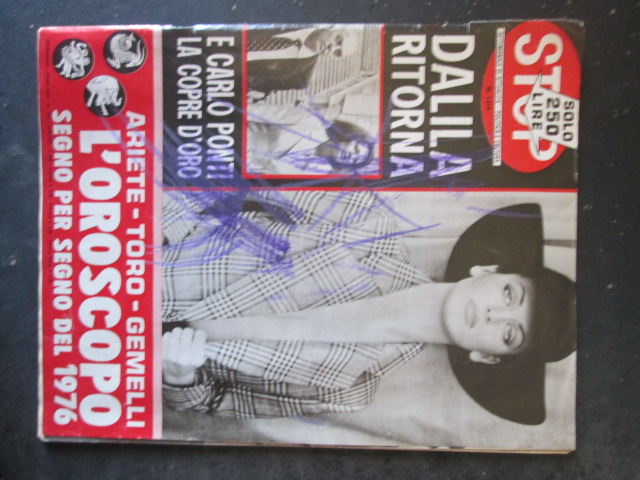 STOP
SOLO
250
LIRE
DALILA
RITORNA
E CARLO PONTI
LA COPRE D'ORO
ARIETE - TORO - GEMELLI
L'OROSCOPO
SEGNO PER SEGNO DEL 1976